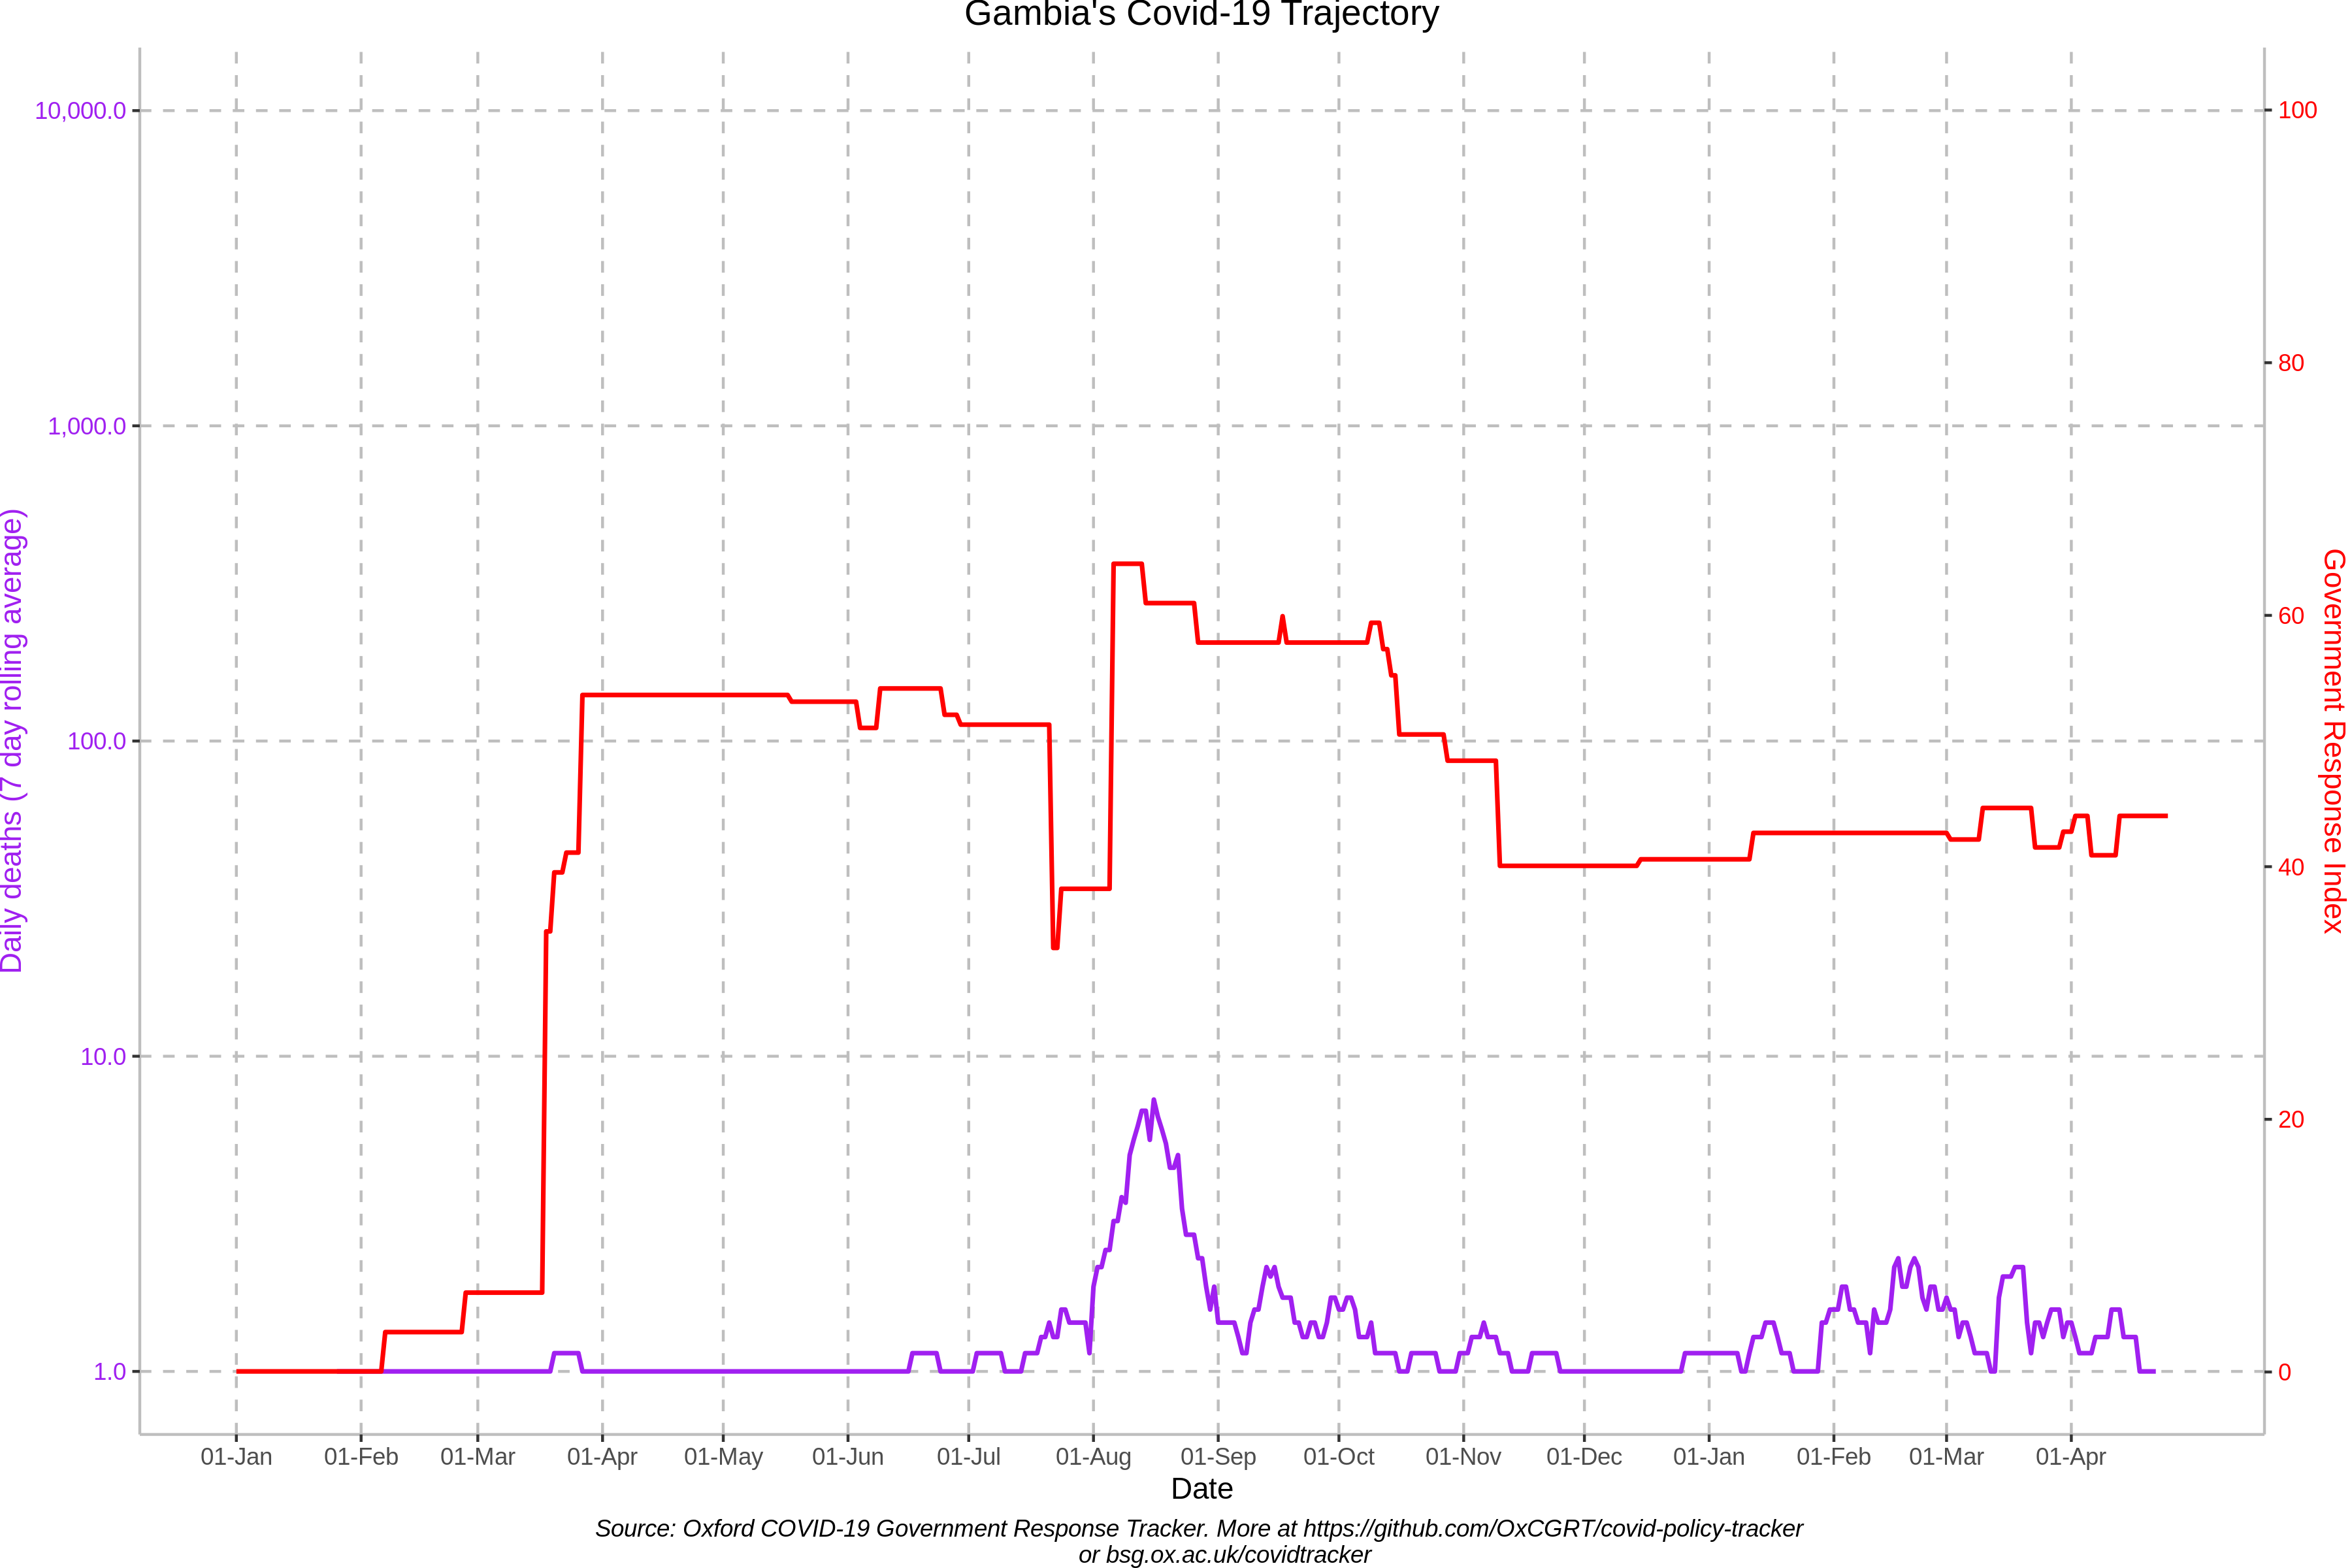 Gambia's Covid-19 Trajectory
10,000.0
1,000.0
100.0
10.0
1.0
Daily deaths (7 day rolling average)
100
80
60
40
20
0
Government Response Index
01-Jan 01-Feb 01-Mar 01-Apr 01-May 01-Jun 01-Jul 01-Aug 01-Sep 01-Oct 01-Nov 01-Dec 01-Jan 01-Feb 01-Mar 01-Apr
Date
Source: Oxford COVID-19 Government Response Tracker. More at https://github.com/OxCGRT/covid-policy-tracker
or bsg.ox.ac.uk/covidtracker